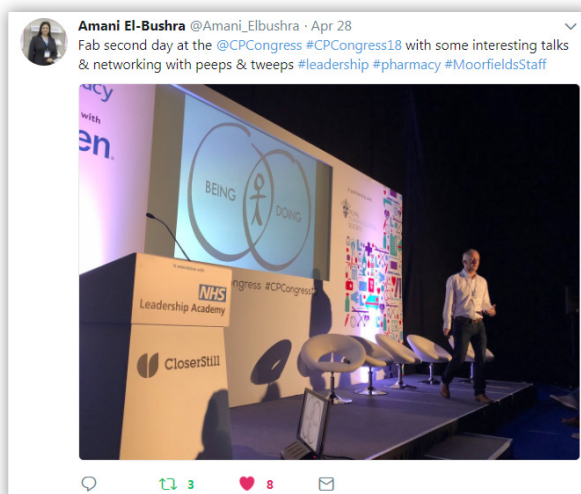 Amani El-Bushra @Amani_Elbushra · Apr 28
Fab second day at the @CPCongress #CPCongress18 with some interesting talks
& networking with peeps & tweeps #leadership #pharmacy #MoorfieldsStaff
acy
with
en.
BEING
DOING
ngress #CPCongress
NHS
Leadership Academy
CloserStill
3
8